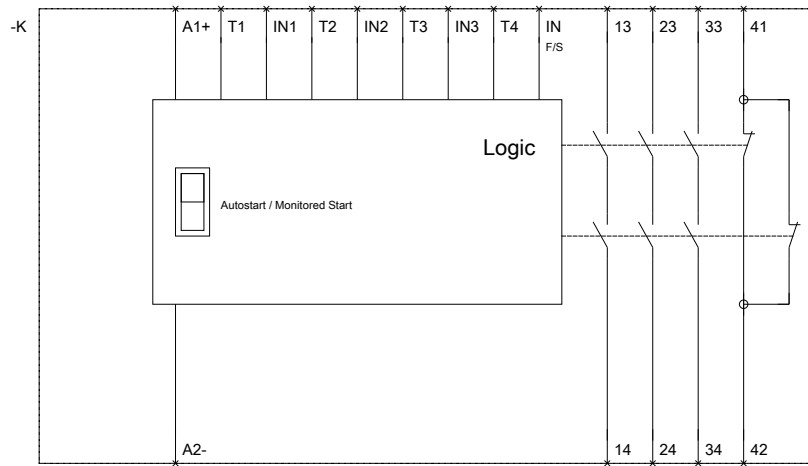 -K A1+ T1 IN1 T2 IN2 T3 IN3 T4 IN 13 23 33 41
F/S
Logic
Autostart / Monitored Start
A2- 14 24 34 42